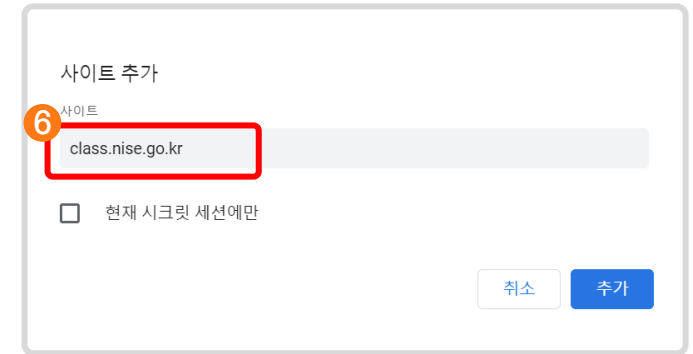 사이트 추가
사이트
6
class.nise.go.kr
현재 시크릿 세션에만
취소
추가